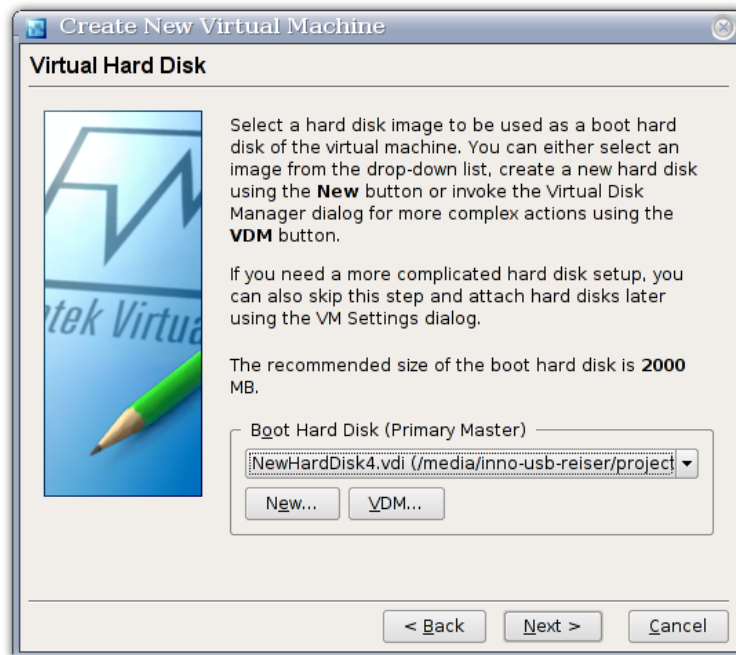 Create New Virtual Machine
Virtual Hard Disk
Select a hard disk image to be used as a boot hard
disk of the virtual machine. You can either select an
image from the drop-down list, create a new hard disk
using the New button or invoke the Virtual Disk
Manager dialog for more complex actions using the
VDM button.
If you need a more complicated hard disk setup, you
can also skip this step and attach hard disks later
using the VM Settings dialog.
The recommended size of the boot hard disk is 2000
MB.
Boot Hard Disk (Primary Master)
NewHardDisk4.vdi (/media/inno-usb-reiser/project
New...
VDM...
< Back
Next >
Cancel
otek Virtua